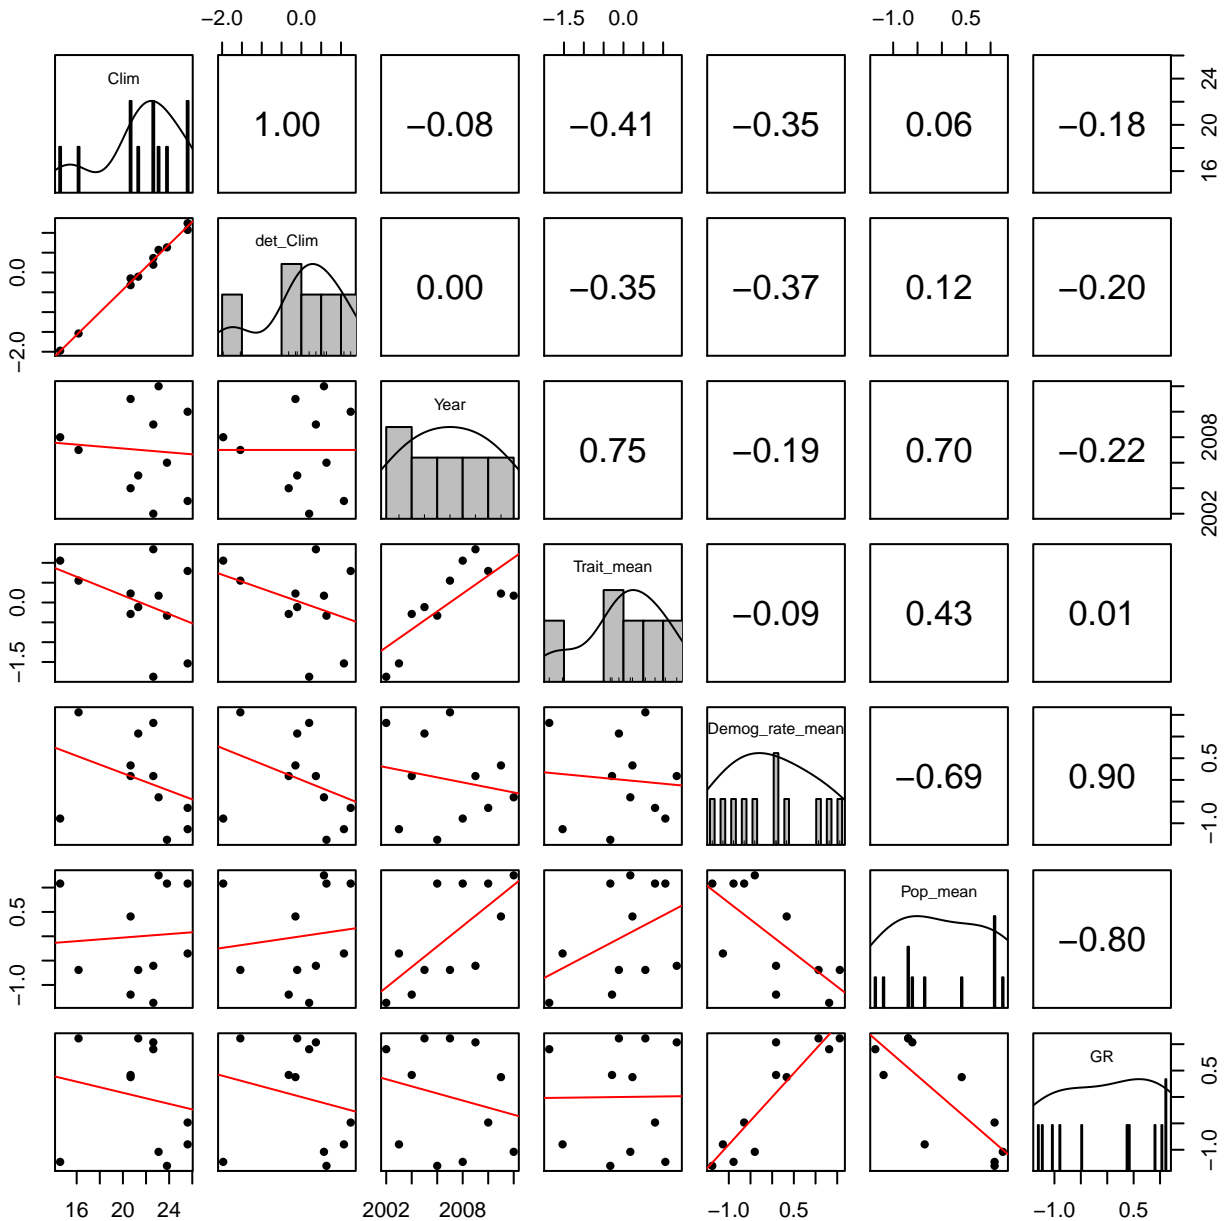 −2.0 0.0 −1.5 0.0 −1.0 0.5
Clim 1.00 −0.08 −0.41 −0.35 0.06 −0.18 16 20 24
−2.0 0.0 det_Clim 0.00 −0.35 −0.37 0.12 −0.20
Year 0.75 −0.19 0.70 −0.22 2002 2008
−1.5 0.0 Trait_mean −0.09 0.43 0.01
Demog_rate_mean −0.69 0.90 −1.0 0.5
−1.0 0.5 Pop_mean −0.80
GR −1.0 0.5
16 20 24 2002 2008 −1.0 0.5 −1.0 0.5